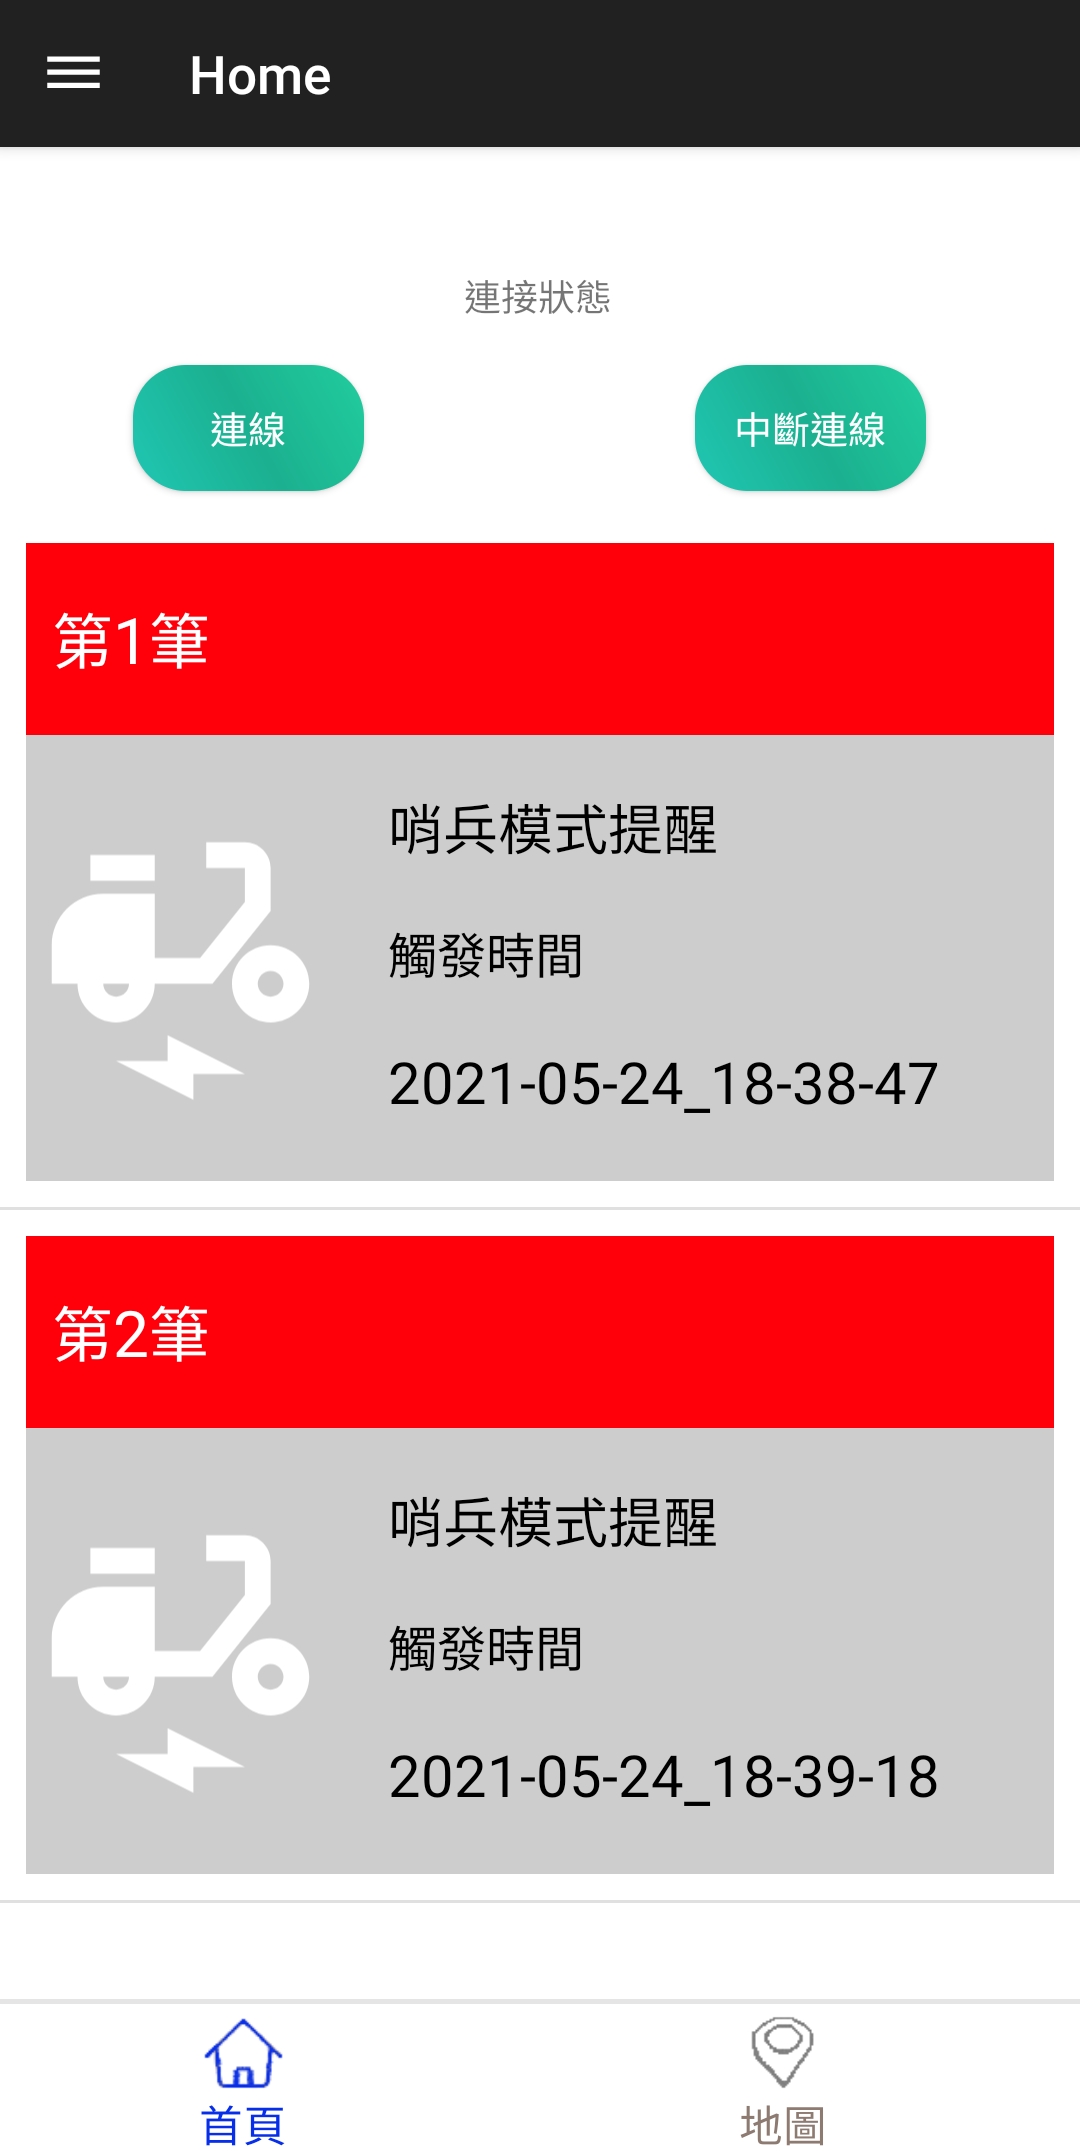 Home
連接狀態
連線
中斷連線
第1筆
哨兵模式提醒
觸發時間
2021-05-24_18-38-47
第2筆
哨兵模式提醒
觸發時間
2021-05-24_18-39-18
首頁
地圖